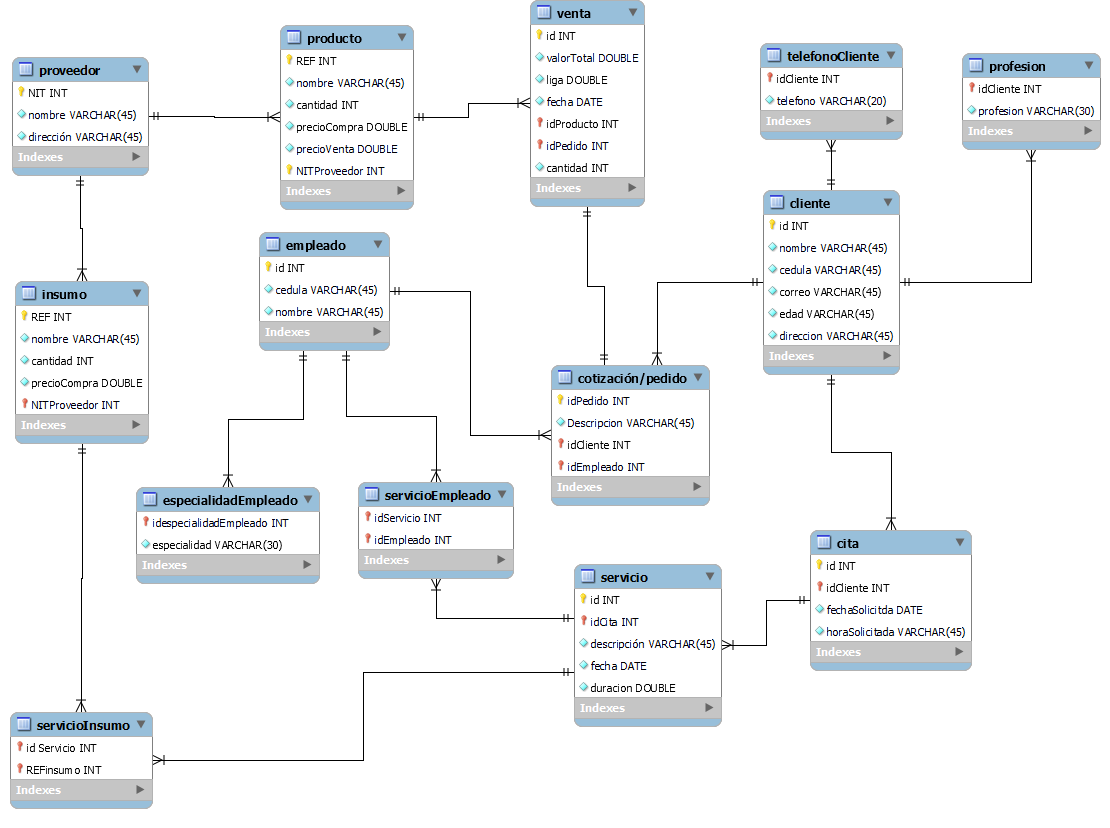 proveedor
NIT INT
nombre VARCHAR(45)
dirección VARCHAR(45)
Indexes
producto
REF INT
nombre VARCHAR(45)
cantidad INT
precioCompra DOUBLE
precioVenta DOUBLE
NITProveedor INT
Indexes
venta
id INT
valorTotal DOUBLE
liga DOUBLE
fecha DATE
idProducto INT
idPedido INT
cantidad INT
Indexes
telefonoCliente
idCliente INT
telefono VARCHAR(20)
Indexes
profesion
idCliente INT
profesion VARCHAR(30)
Indexes
cliente
id INT
nombre VARCHAR(45)
cedula VARCHAR(45)
correo VARCHAR(45)
edad VARCHAR(45)
direccion VARCHAR(45)
Indexes
empleado
id INT
cedula VARCHAR(45)
nombre VARCHAR(45)
Indexes
insumo
REF INT
nombre VARCHAR(45)
cantidad INT
precioCompra DOUBLE
NITProveedor INT
Indexes
cotización/pedido
idPedido INT
Descripcion VARCHAR(45)
idCliente INT
idEmpleado INT
Indexes
especialidadEmpleado
idespecialidadEmpleado INT
especialidad VARCHAR(30)
Indexes
servicioEmpleado
idServicio INT
idEmpleado INT
Indexes
servicio
id INT
idCita INT
descripción VARCHAR(45)
fecha DATE
duracion DOUBLE
Indexes
cita
id INT
idCliente INT
fechaSolicitda DATE
horaSolicitada VARCHAR(45)
Indexes
servicioInsumo
id Servicio INT
REFinsumo INT
Indexes